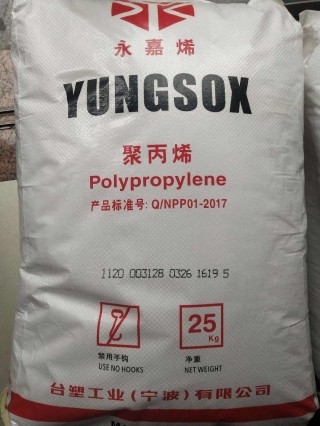 永嘉烯
YUNGSOX
聚丙烯
Polypropylene
产品标准号: Q/NPP01-2017
1120 003128 0326 1619 5
25
Kg
禁用手钩
USE NO HOOKS
净重
NET WEIGHT
台塑工业(宁波)有限公司